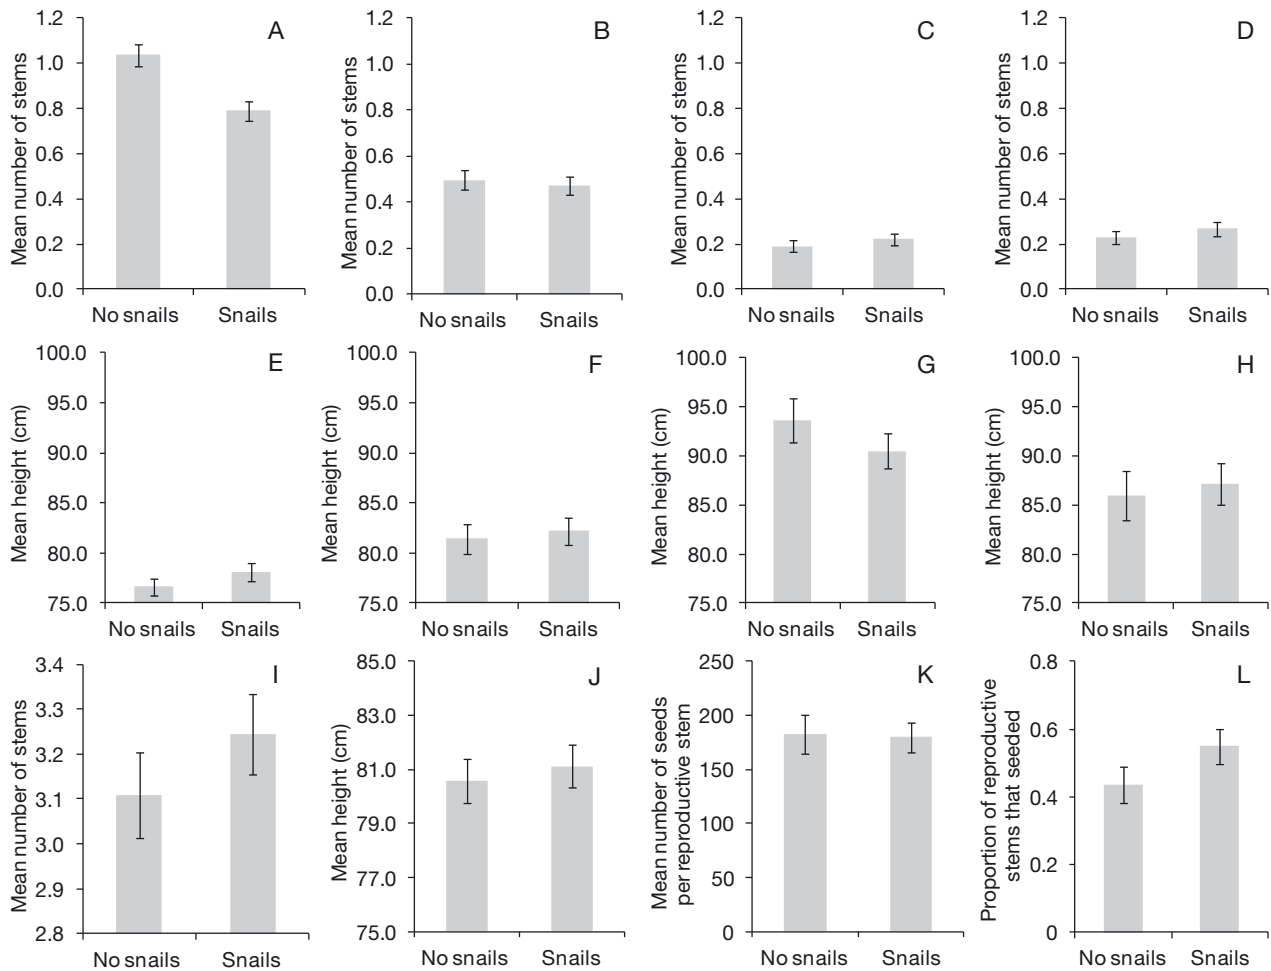 A
Mean number of stems
1.2
1.0
0.8
0.6
0.4
0.2
0.0
No snails Snails
B
Mean number of stems
1.2
1.0
0.8
0.6
0.4
0.2
0.0
No snails Snails
C
Mean number of stems
1.2
1.0
0.8
0.6
0.4
0.2
0.0
No snails Snails
D
Mean number of stems
1.2
1.0
0.8
0.6
0.4
0.2
0.0
No snails Snails
E
Mean height (cm)
100.0
95.0
90.0
85.0
80.0
75.0
No snails Snails
F
Mean height (cm)
100.0
95.0
90.0
85.0
80.0
75.0
No snails Snails
G
Mean height (cm)
100.0
95.0
90.0
85.0
80.0
75.0
No snails Snails
H
Mean height (cm)
100.0
95.0
90.0
85.0
80.0
75.0
No snails Snails
I
Mean number of stems
3.4
3.3
3.2
3.1
3.0
2.9
2.8
No snails Snails
J
Mean height (cm)
85.0
83.0
81.0
79.0
77.0
75.0
No snails Snails
K
Mean number of seeds
per reproductive stem
250
200
150
100
50
0
No snails Snails
L
Proportion of reproductive
stems that seeded
0.8
0.6
0.4
0.2
0
No snails Snails